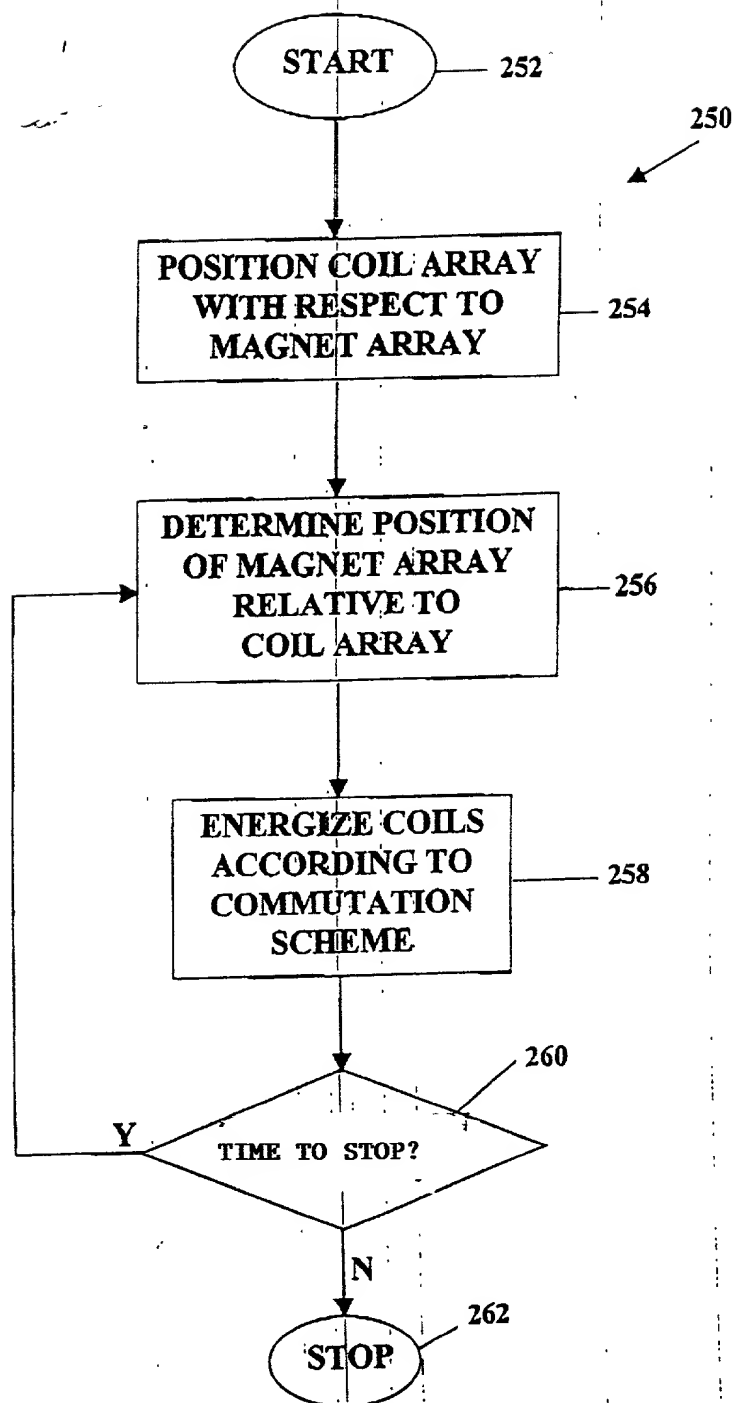 START
252
250
POSITION COIL ARRAY
WITH RESPECT TO
MAGNET ARRAY
254
DETERMINE POSITION
OF MAGNET ARRAY
RELATIVE TO
COIL ARRAY
256
ENERGIZE COILS
ACCORDING TO
COMMUTATION
SCHEME
258
260
Y
TIME TO STOP?
N
262
STOP